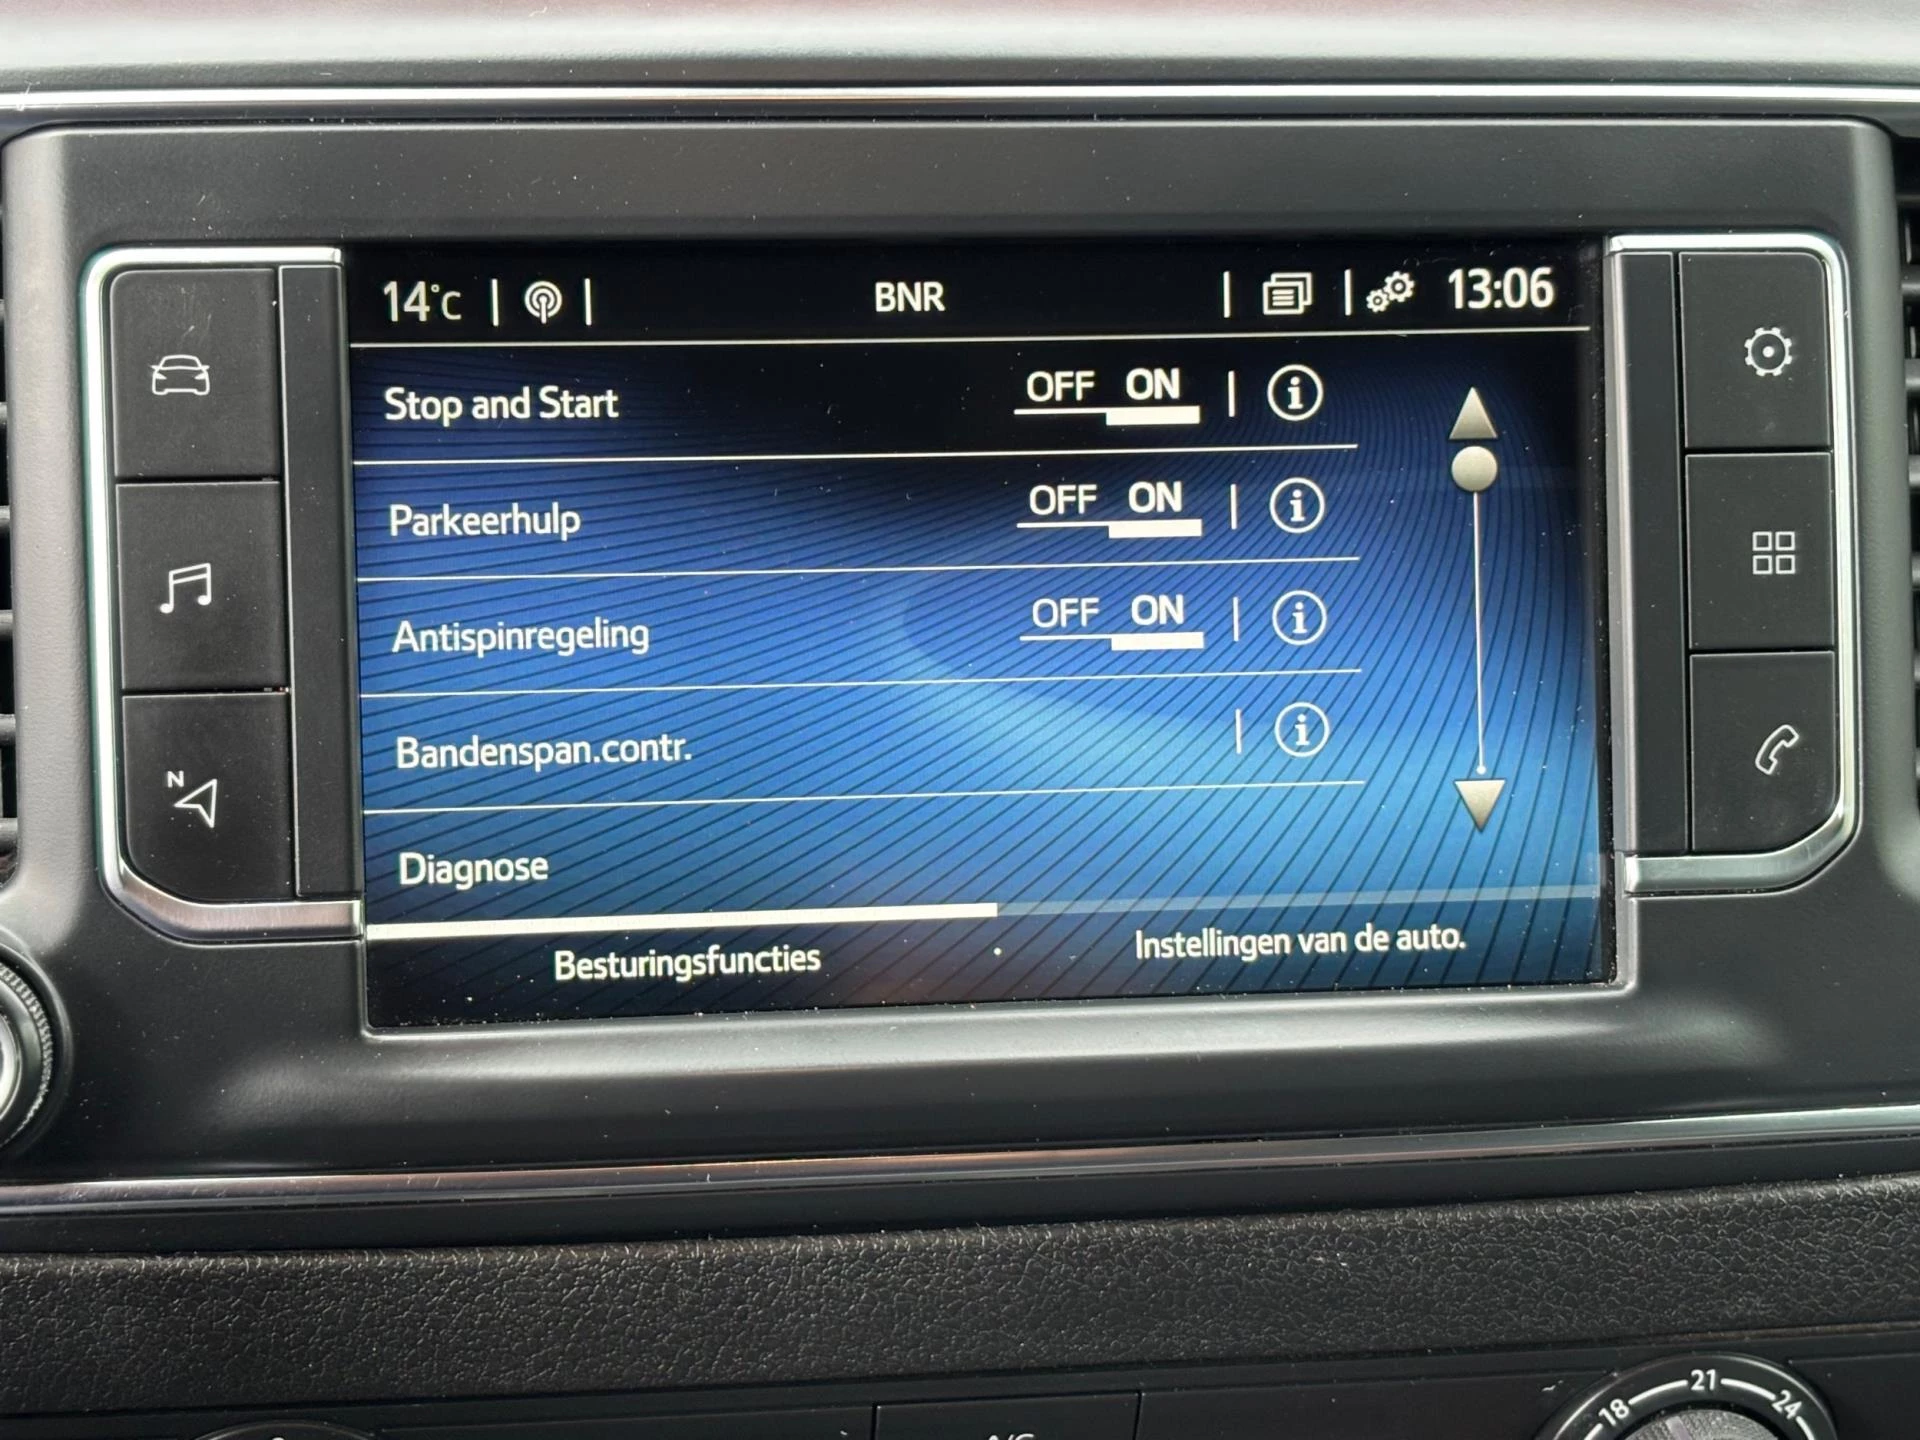 14°C BNR 13:06
Stop and Start OFF ON
Parkeerhulp OFF ON
Antispinregeling OFF ON
Bandenspan.contr.
Diagnose
Besturingsfuncties Instellingen van de auto.
N
18 21 24